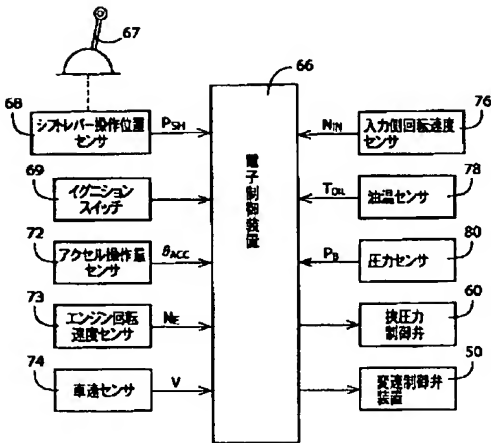 67
66
68
シフトレバー操作位置
センサ
PSH
69
イグニション
スイッチ
72
アクセル操作量
センサ
θACC
73
エンジン回転
速度センサ
NE
74
車速センサ
V
電子制御装置
NIN
入力側回転速度
センサ
76
TOIL
油温センサ
78
PB
圧力センサ
80
挟圧力
制御弁
60
変速制御弁
装置
50